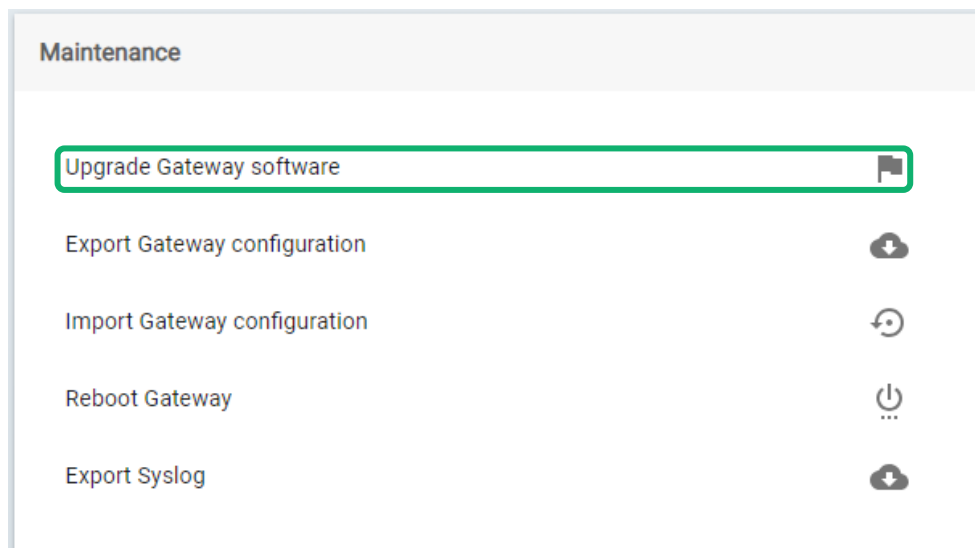 Maintenance
Upgrade Gateway software
Export Gateway configuration
Import Gateway configuration
Reboot Gateway
Export Syslog